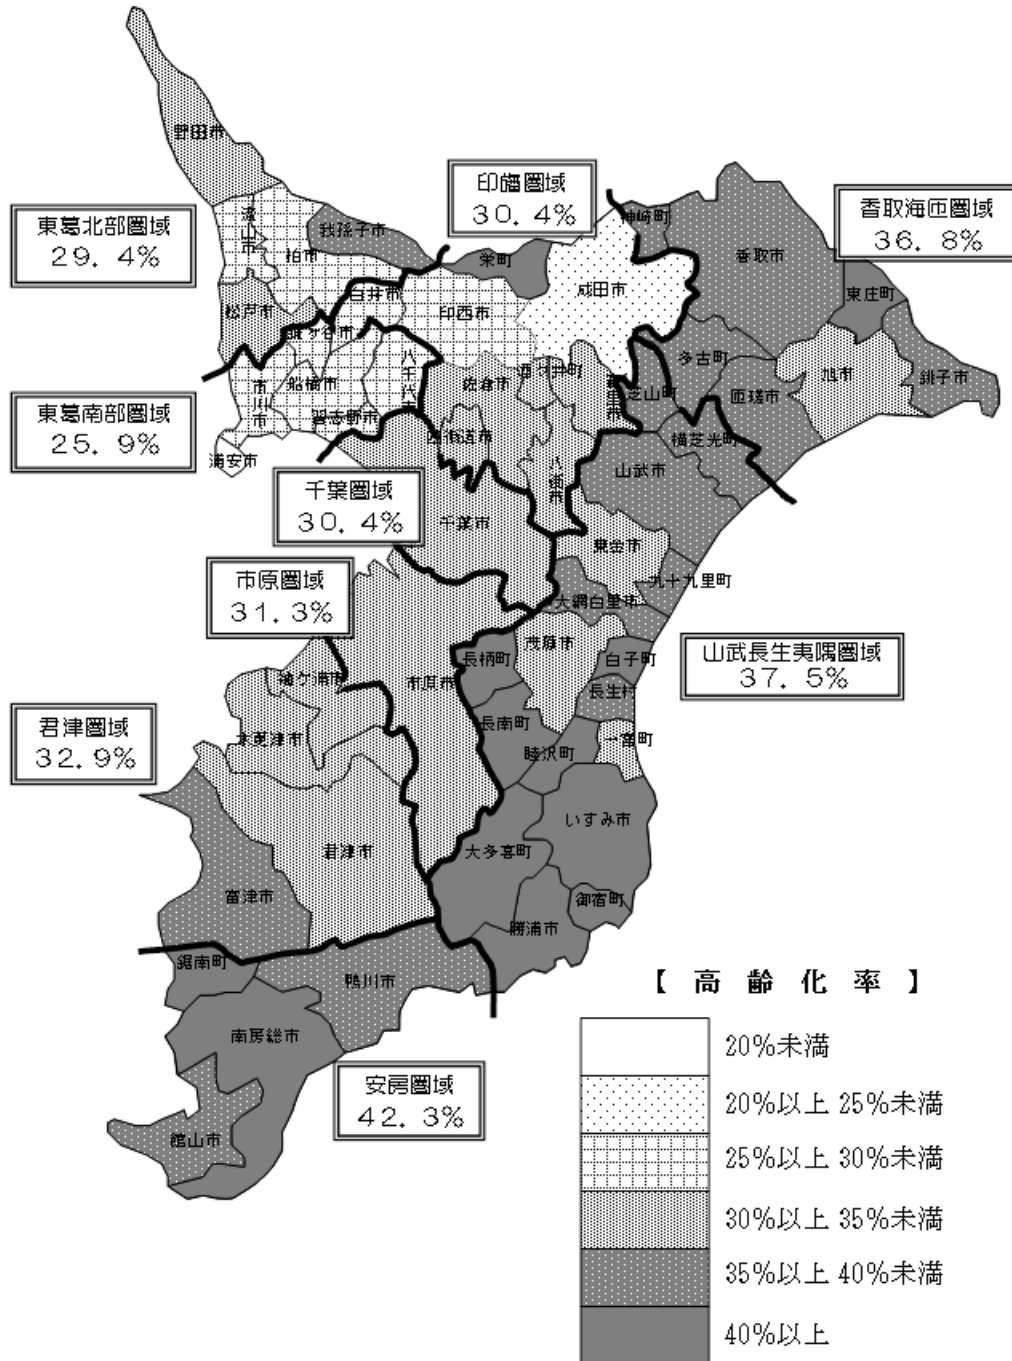 野田市
印旛圏域
30.4%
東葛北部圏域
29.4%
香取海匝圏域
36.8%
流山市
柏市
我孫子市
栄町
神崎町
成田市
香取市
東庄町
銚子市
旭市
松戸市
白井市
印西市
鎌ケ谷市
船橋市
市川市
八千代市
習志野市
浦安市
佐倉市
酒々井町
富里市
芝山町
多古町
匝瑳市
横芝光町
東葛南部圏域
25.9%
四街道市
八街市
山武市
千葉圏域
30.4%
千葉市
東金市
九十九里町
大網白里市
市原圏域
31.3%
市原市
長柄町
茂原市
白子町
長生村
山武長生夷隅圏域
37.5%
袖ケ浦市
木更津市
長南町
睦沢町
一宮町
君津圏域
32.9%
いすみ市
君津市
大多喜町
富津市
御宿町
勝浦市
鋸南町
鴨川市
南房総市
館山市
安房圏域
42.3%
【高齢化率】
20%未満
20%以上 25%未満
25%以上 30%未満
30%以上 35%未満
35%以上 40%未満
40%以上